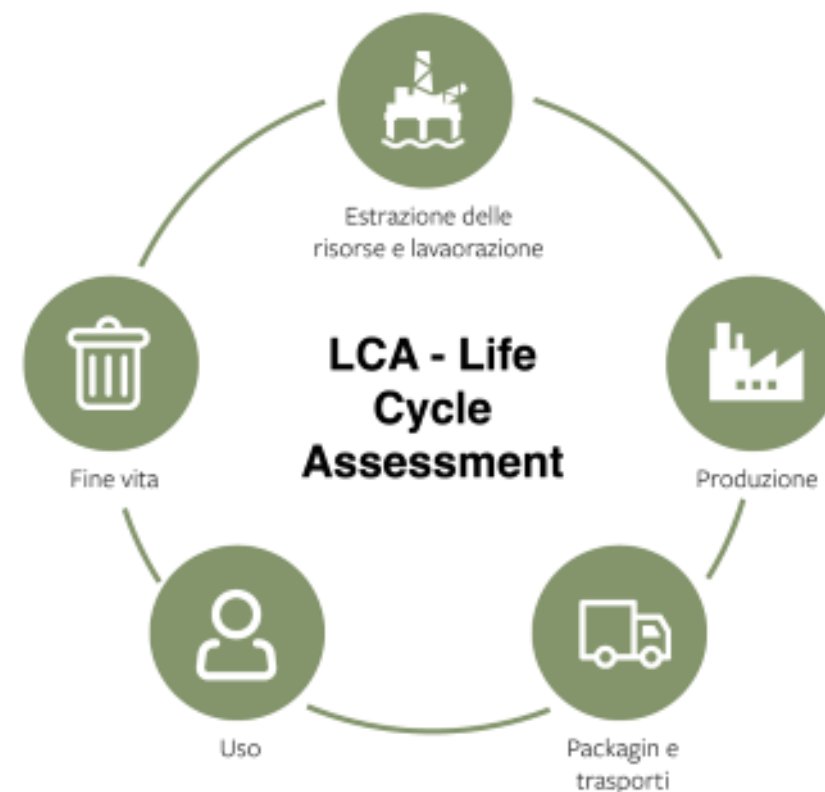 Estrazione delle
risorse e lavaorazione
LCA - Life
Cycle
Assessment
Fine vita
Produzione
Uso
Packagin e
trasporti